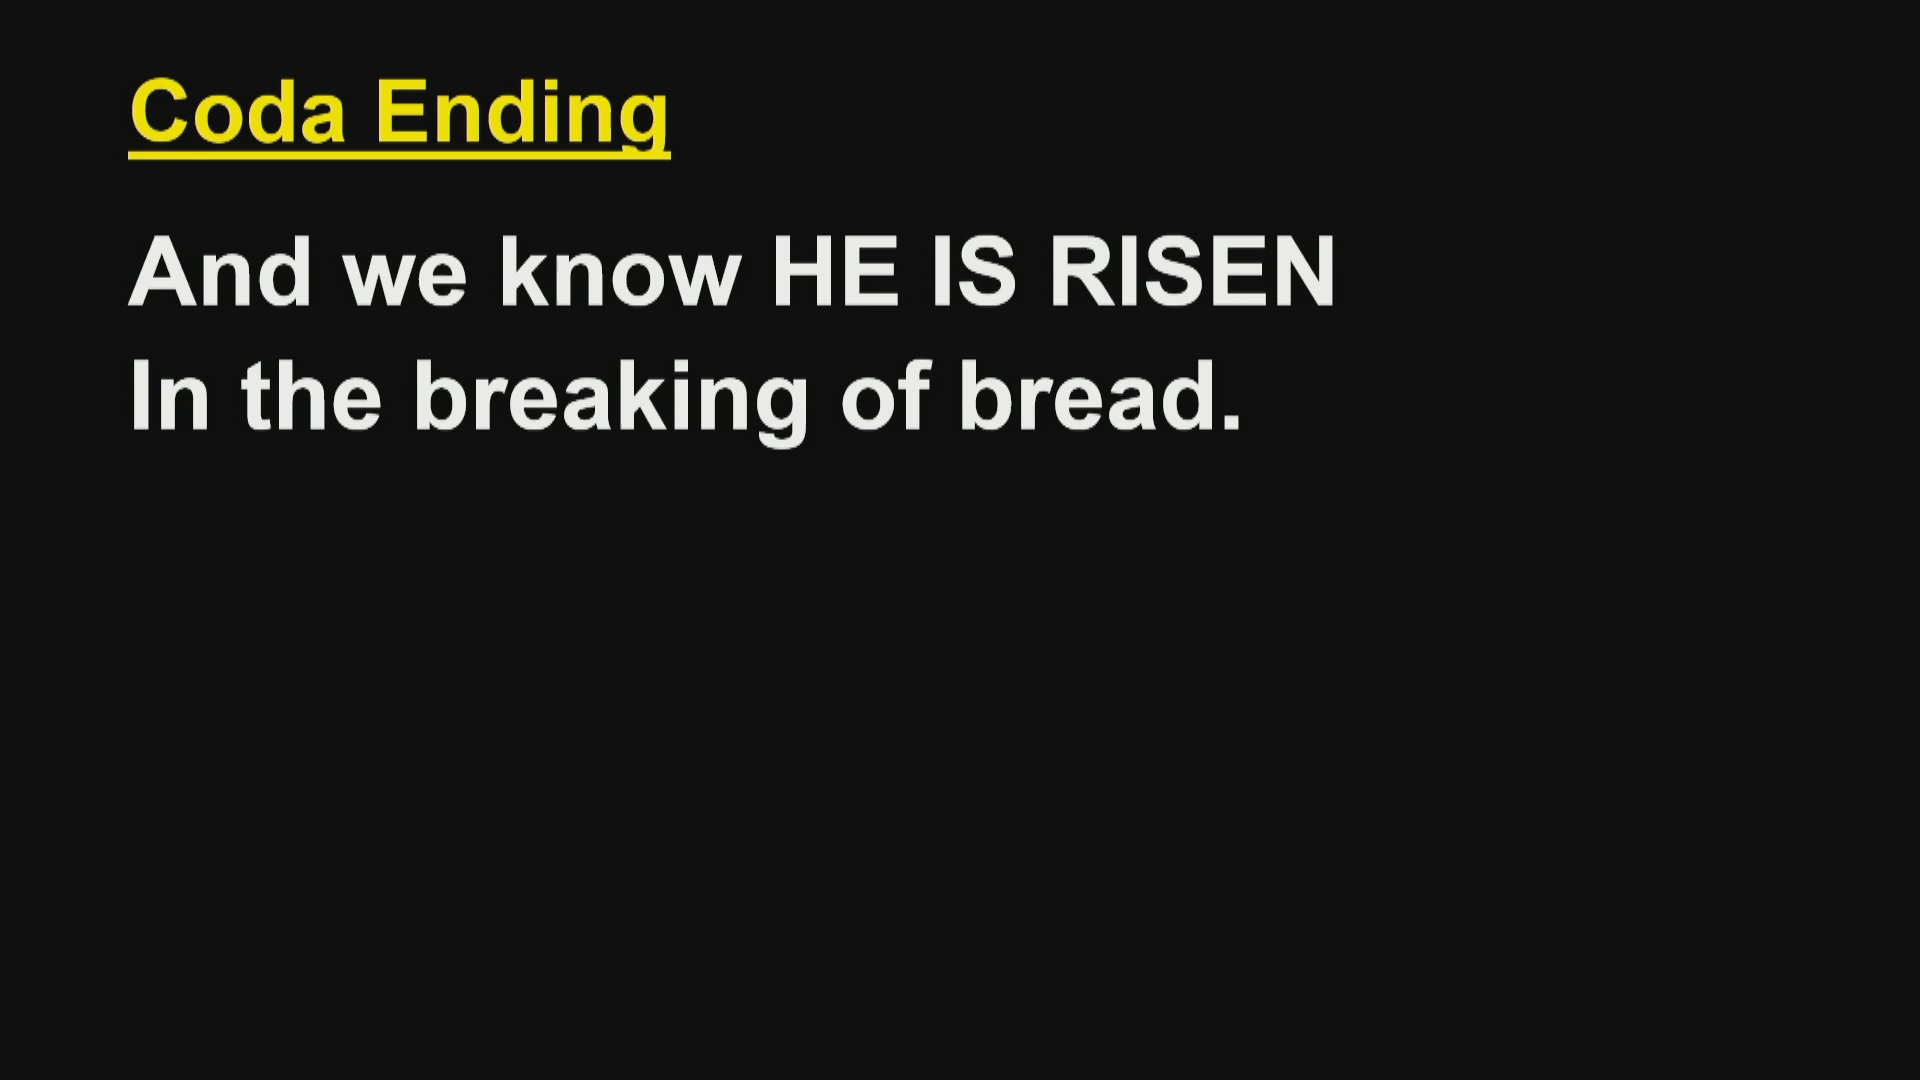 Coda Ending
And we know HE IS RISEN
In the breaking of bread.